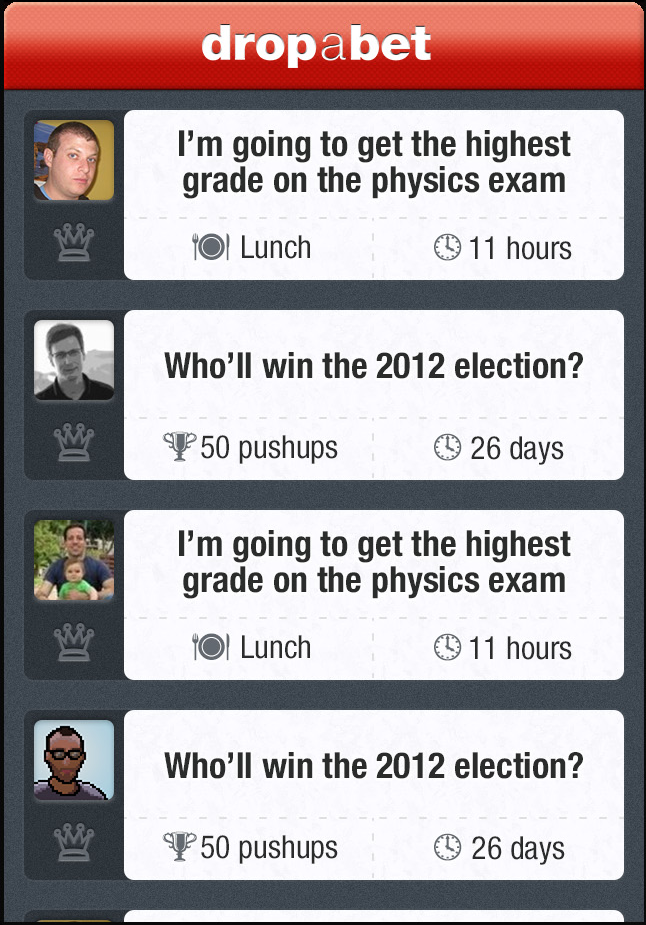 dropabet
I'm going to get the highest
grade on the physics exam
Lunch
11 hours
Who'll win the 2012 election?
50 pushups
26 days
I'm going to get the highest
grade on the physics exam
Lunch
11 hours
Who'll win the 2012 election?
50 pushups
26 days